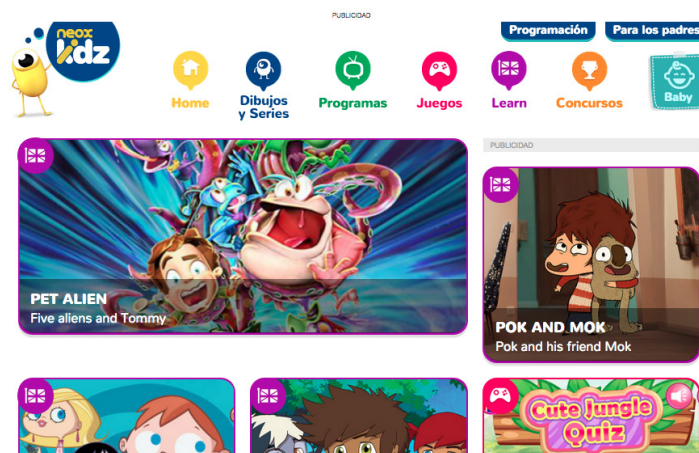 PUBLICIDAD
neox
kidz
Programación
Para los padres
Home
Dibujos
y Series
Programas
Juegos
Learn
Concursos
Baby
PUBLICIDAD
PET ALIEN
Five aliens and Tommy
POK AND MOK
Pok and his friend Mok
Cute Jungle
Quiz